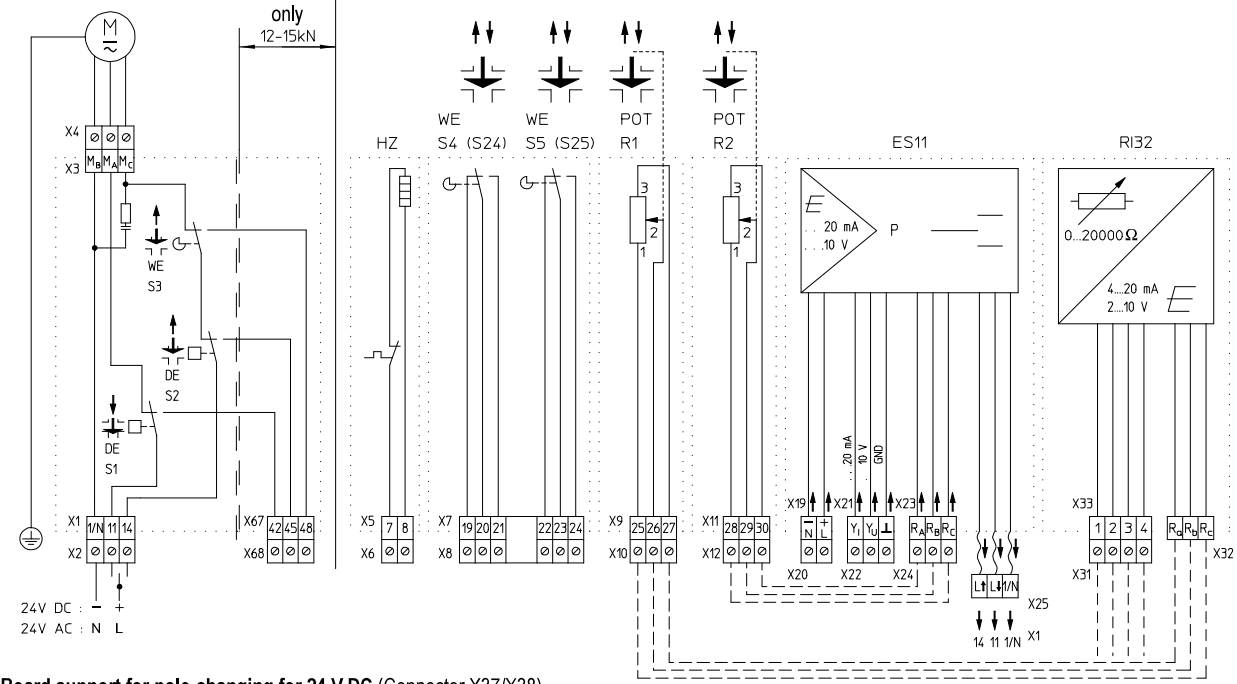 only
12-15kN
M
WE
S4 (S24)
WE
S5 (S25)
POT
R1
POT
R2
X4
HZ
ES11
RI32
X3
MB MA MC
WE
S3
DE
S2
DE
S1
3
2
1
3
2
1
E
... 20 mA
... 10 V
P
0...20000Ω
4....20 mA
2...10 V
E
...20 mA
10 V
GND
X1
1/N 11 14
X2
X67
42 45 48
X68
X5
7 8
X6
X7
19 20 21
22 23 24
X8
X9
25 26 27
X10
X11
28 29 30
X12
X19
− +
N L
X20
X21
YI YU ⊥
X22
X23
RA RB RC
X24
X33
1 2 3 4
X31
Ra Rb Rc
X32
L↑ L↓ 1/N
X25
14 11 1/N
X1
24V DC : − +
24V AC : N L
Board support for pole-changing for 24 V DC (Connector X37/X38)